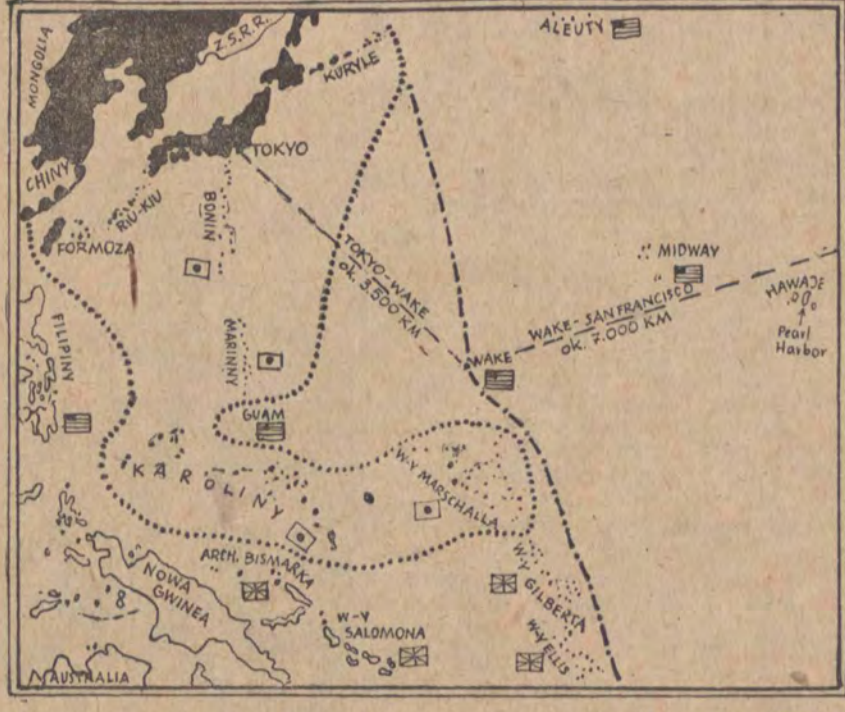 MONGOLIA
Z.S.R.R.
ALEUTY
KURYLE
TOKYO
CHINY
RIU-KIU
BONIN
FORMOZA
TOKYO-WAKE
ok. 3.500 KM
MIDWAY
HAWAJE
Pearl
Harbor
WAKE-SAN FRANCISCO
ok. 7.000 KM
WAKE
FILIPINY
MARINNY
GUAM
KAROLINY
W-Y MARSCHALLA
ARCH. BISMARKA
NOWA
GWINEA
W-Y
GILBERTA
W-Y
SALOMONA
W-Y ELLIS
AUSTRALIA